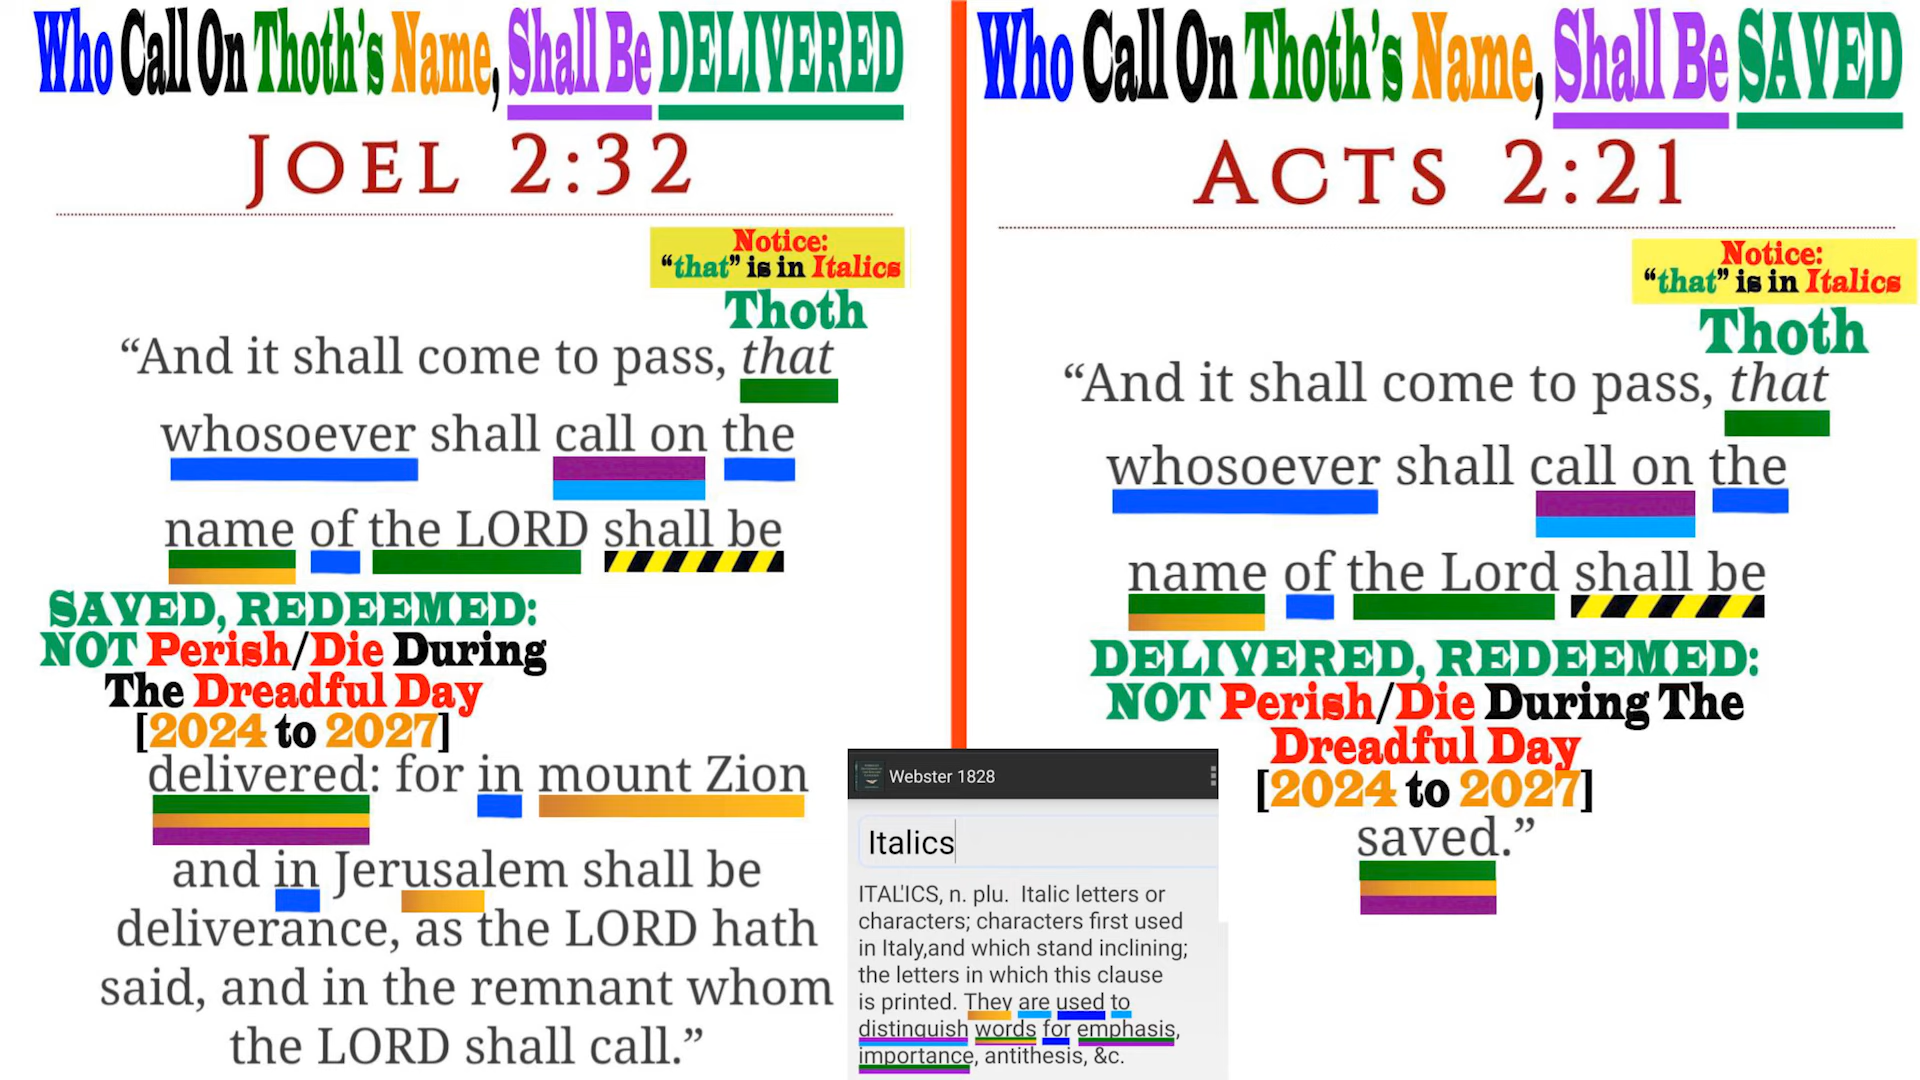 Who Call On Thoth's Name, Shall Be DELIVERED
JOEL 2:32
Notice:
“that” is in Italics
Thoth
“And it shall come to pass, that
whosoever shall call on the
name of the LORD shall be
SAVED, REDEEMED:
NOT Perish/Die During
The Dreadful Day
[2024 to 2027]
delivered: for in mount Zion
and in Jerusalem shall be
deliverance, as the LORD hath
said, and in the remnant whom
the LORD shall call.”
Who Call On Thoth's Name, Shall Be SAVED
ACTS 2:21
Notice:
“that” is in Italics
Thoth
“And it shall come to pass, that
whosoever shall call on the
name of the Lord shall be
DELIVERED, REDEEMED:
NOT Perish/Die During The
Dreadful Day
[2024 to 2027]
saved.”
Webster 1828
Italics
ITAL'ICS, n. plu. Italic letters or
characters; characters first used
in Italy,and which stand inclining;
the letters in which this clause
is printed. They are used to
distinguish words for emphasis,
importance, antithesis, &c.